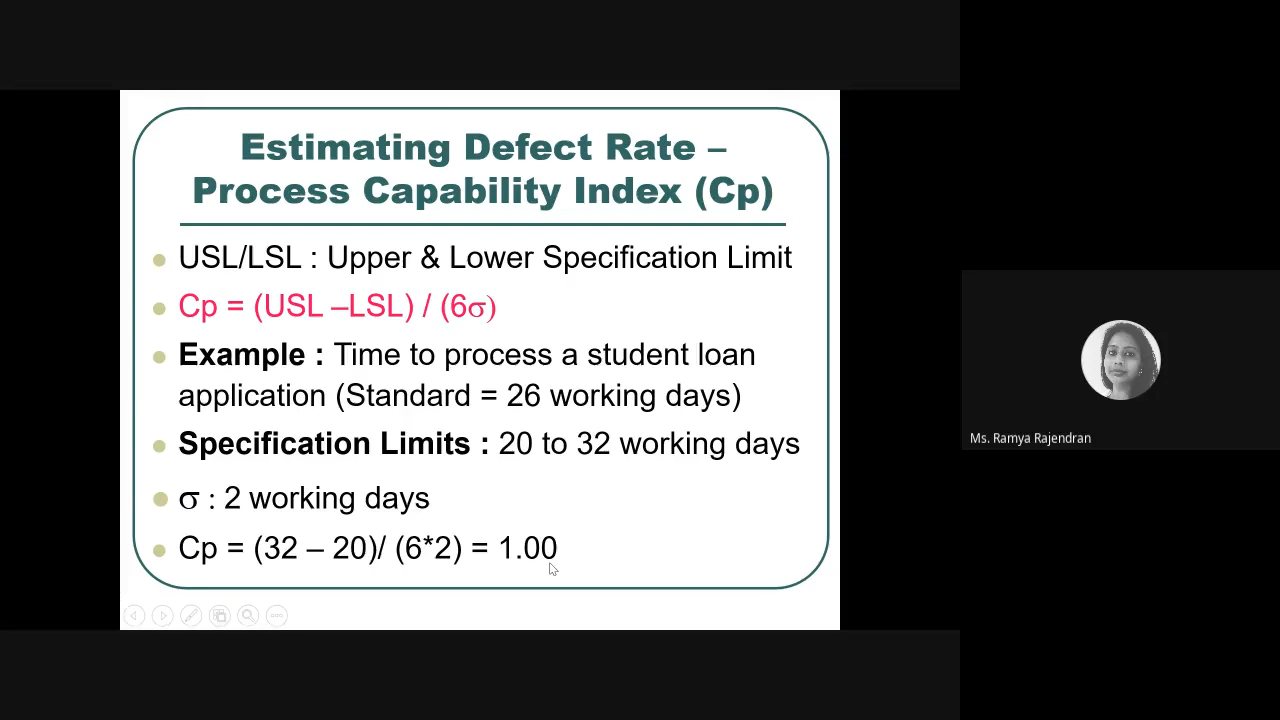 Estimating Defect Rate –
Process Capability Index (Cp)
USL/LSL : Upper & Lower Specification Limit
Cp = (USL –LSL) / (6σ)
Example : Time to process a student loan
application (Standard = 26 working days)
Specification Limits : 20 to 32 working days
σ : 2 working days
Cp = (32 – 20)/ (6*2) = 1.00
Ms. Ramya Rajendran